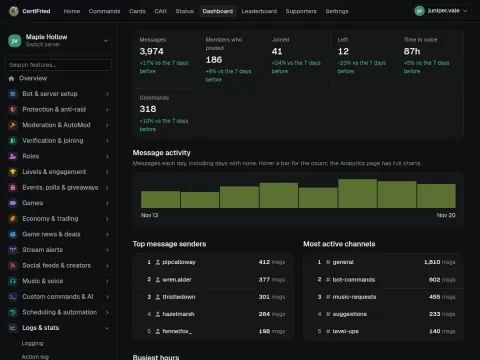 CertFried
Home
Commands
Cards
CAH
Status
Dashboard
Leaderboard
Supporters
Settings
JV
juniper.vale
JV
Maple Hollow
Switch server
Search features...
Overview
Bot & server setup
Protection & anti-raid
Moderation & AutoMod
Verification & joining
Roles
Levels & engagement
Events, polls & giveaways
Games
Economy & trading
Game news & deals
Stream alerts
Social feeds & creators
Music & voice
Custom commands & AI
Scheduling & automation
Logs & stats
Logging
Action log
Messages
3,974
+17% vs the 7 days
before
Members who
posted
186
+9% vs the 7 days
before
Joined
41
+24% vs the 7 days
before
Left
12
-20% vs the 7 days
before
Time in voice
87h
+5% vs the 7 days
before
Commands
318
+10% vs the 7 days
before
Message activity
Messages each day, including days with none. Hover a bar for the count; the Analytics page has full charts.
Nov 13
Nov 20
Top message senders
1 pipcalloway 412 msgs
2 wren.alder 377 msgs
3 thistledown 301 msgs
4 hazelmarsh 264 msgs
5 fennelfox_ 198 msgs
Most active channels
1 # general 1,810 msgs
2 # bot-commands 602 msgs
3 # music-requests 455 msgs
4 # suggestions 233 msgs
5 # level-ups 140 msgs
Busiest hours